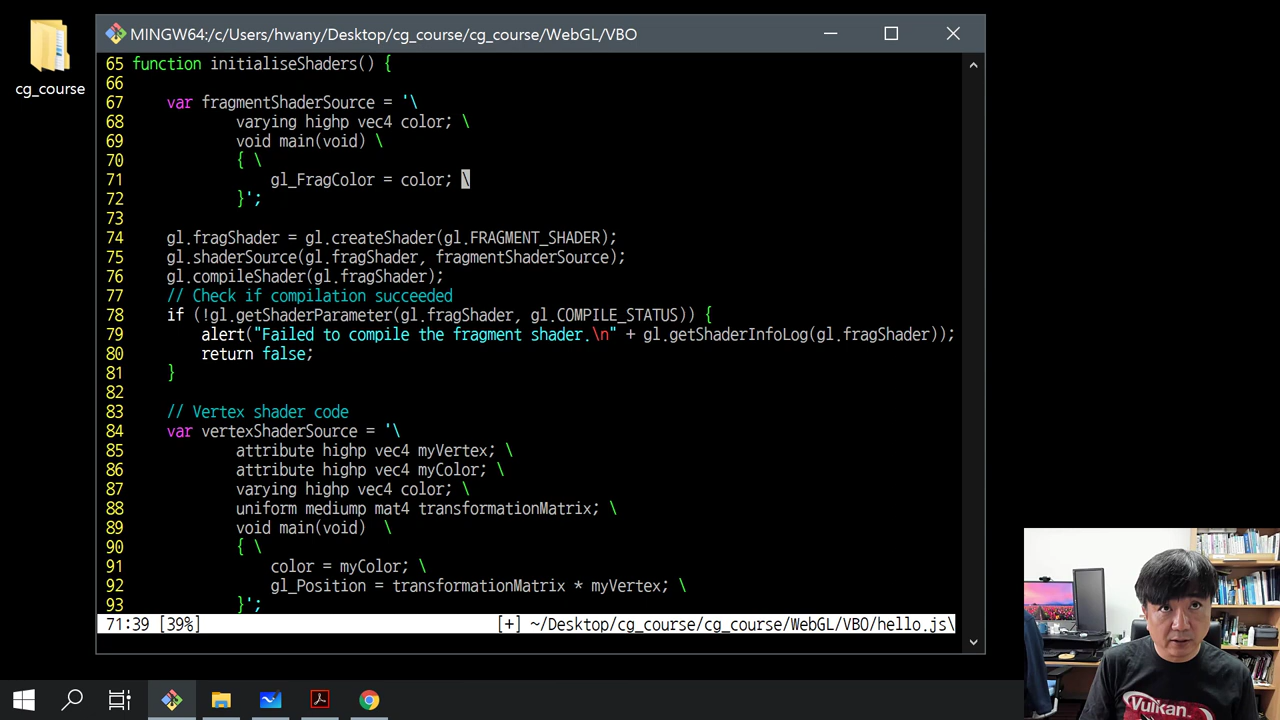 MINGW64:/c/Users/hwany/Desktop/cg_course/cg_course/WebGL/VBO
cg_course
65 function initialiseShaders() {
66
67     var fragmentShaderSource = '\
68             varying highp vec4 color; \
69             void main(void) \
70             { \
71                 gl_FragColor = color; \
72             }';
73
74     gl.fragShader = gl.createShader(gl.FRAGMENT_SHADER);
75     gl.shaderSource(gl.fragShader, fragmentShaderSource);
76     gl.compileShader(gl.fragShader);
77     // Check if compilation succeeded
78     if (!gl.getShaderParameter(gl.fragShader, gl.COMPILE_STATUS)) {
79         alert("Failed to compile the fragment shader.\n" + gl.getShaderInfoLog(gl.fragShader));
80         return false;
81     }
82
83     // Vertex shader code
84     var vertexShaderSource = '\
85             attribute highp vec4 myVertex; \
86             attribute highp vec4 myColor; \
87             varying highp vec4 color; \
88             uniform mediump mat4 transformationMatrix; \
89             void main(void)  \
90             { \
91                 color = myColor; \
92                 gl_Position = transformationMatrix * myVertex; \
93             }';
71:39 [39%] [+] ~/Desktop/cg_course/cg_course/WebGL/VBO/hello.js\
Vulkan